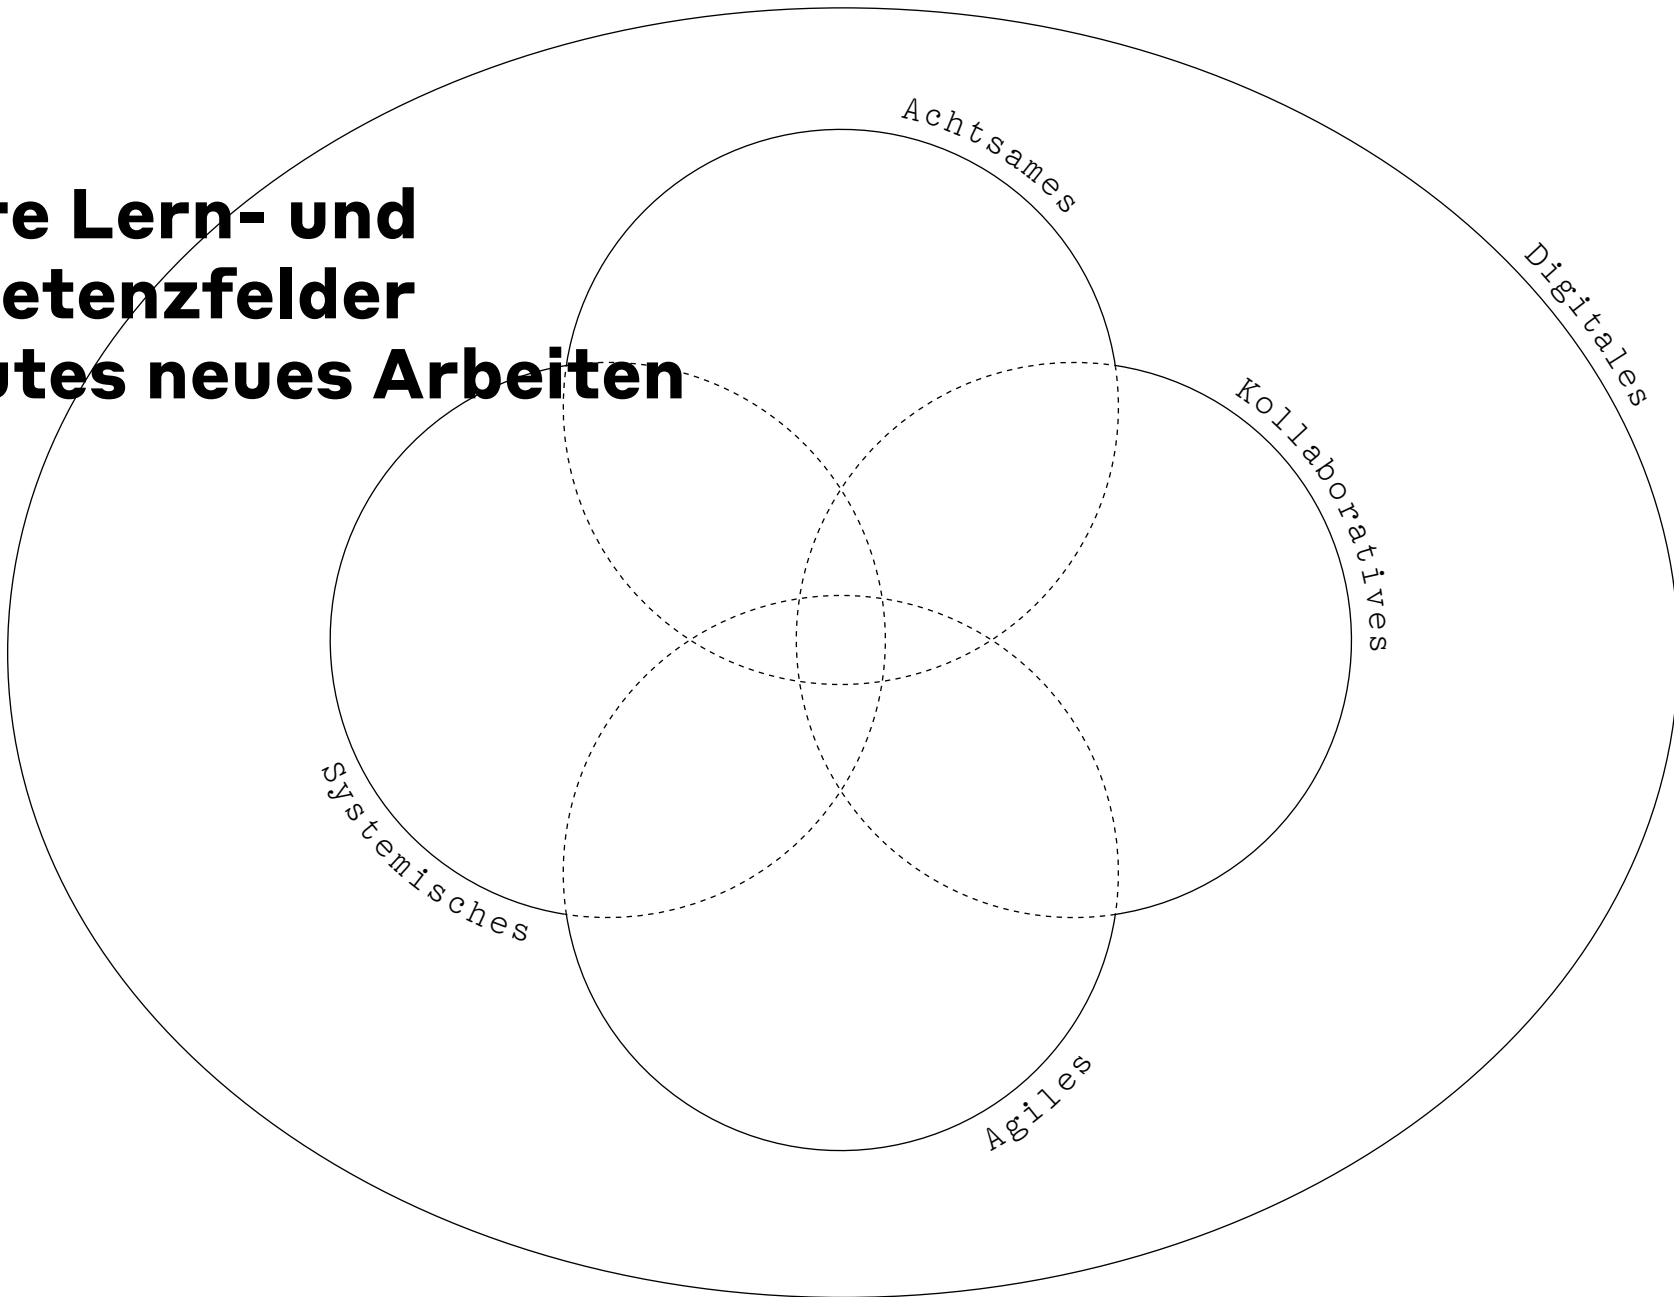 re Lern- und
etenzfelder
utes neues Arbeiten
Achtsames
Digitales
Kollaboratives
Systemisches
Agiles